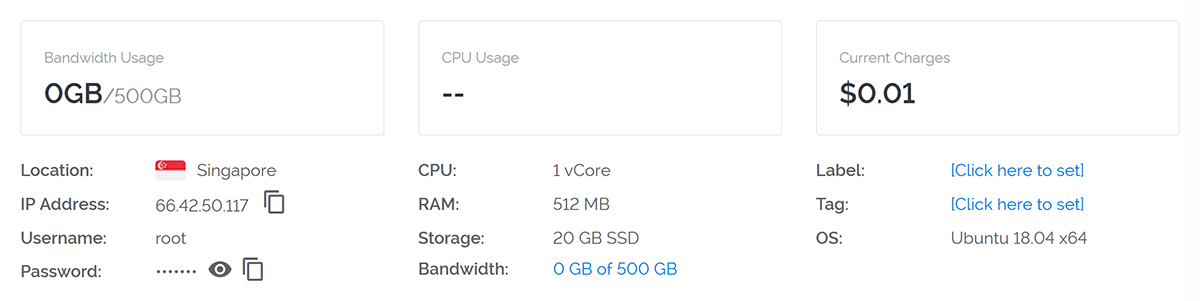 Bandwidth Usage
0GB/500GB
CPU Usage
--
Current Charges
$0.01
Location: Singapore
IP Address: 66.42.50.117
Username: root
Password: •••••••
CPU: 1 vCore
RAM: 512 MB
Storage: 20 GB SSD
Bandwidth: 0 GB of 500 GB
Label: [Click here to set]
Tag: [Click here to set]
OS: Ubuntu 18.04 x64